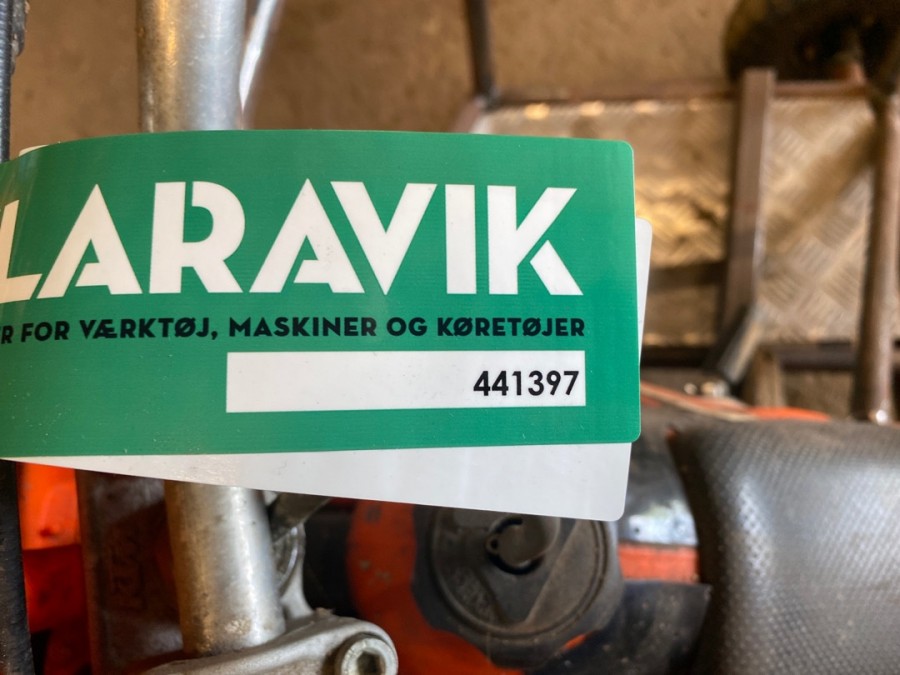 LARAVIK
R FOR VÆRKTØJ, MASKINER OG KØRETØJER
441397